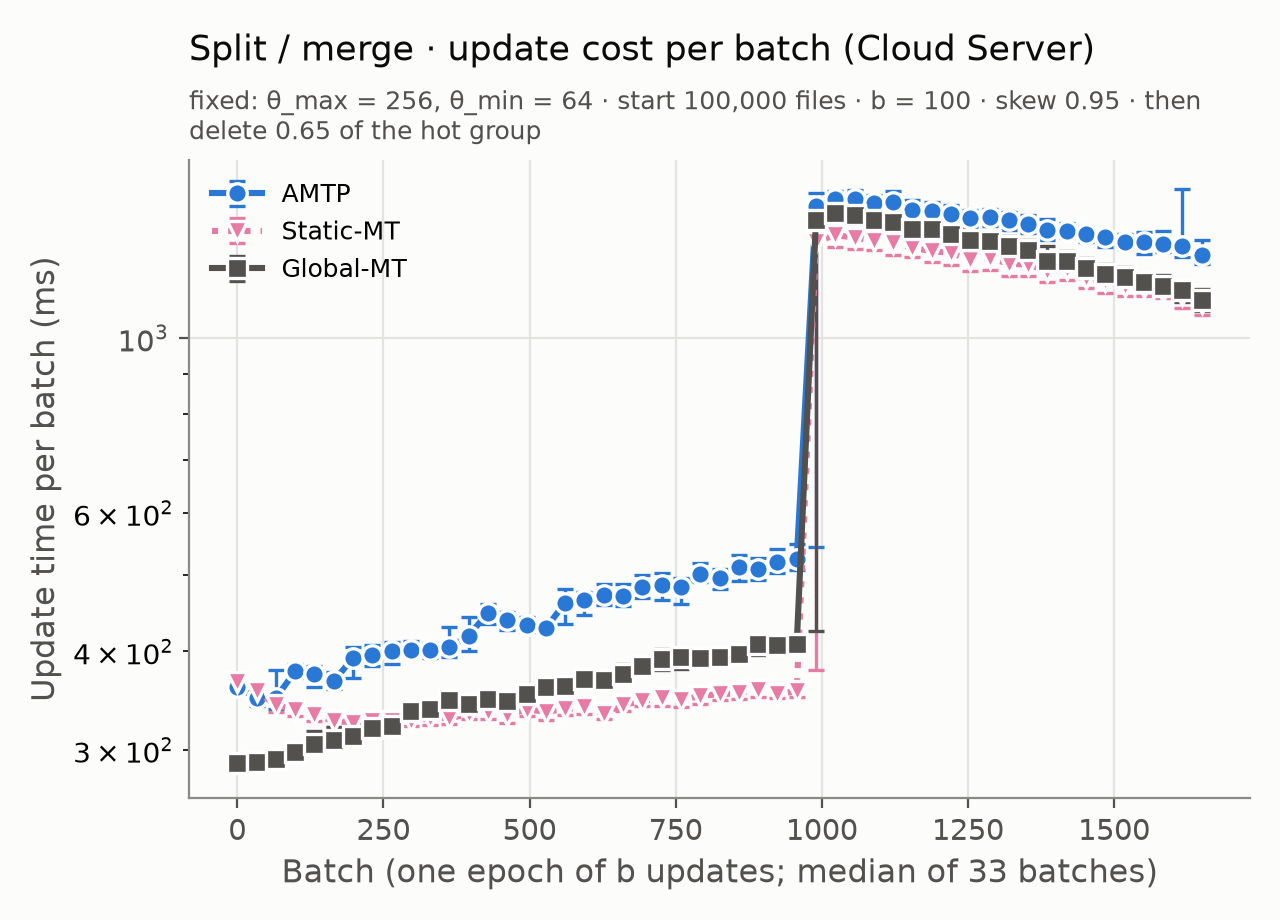 Split / merge · update cost per batch (Cloud Server)
fixed: θ_max = 256, θ_min = 64 · start 100,000 files · b = 100 · skew 0.95 · then
delete 0.65 of the hot group
AMTP
Static-MT
Global-MT
Update time per batch (ms)
10³
6 × 10²
4 × 10²
3 × 10²
0 250 500 750 1000 1250 1500
Batch (one epoch of b updates; median of 33 batches)